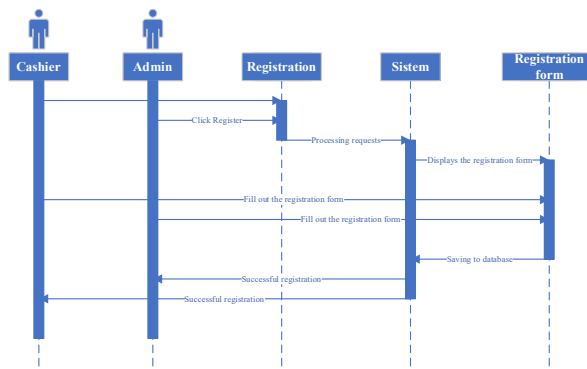 Cashier
Admin
Registration
Sistem
Registration
form
Click Register
Processing requests
Displays the registration form
Fill out the registration form
Fill out the registration form
Saving to database
Successful registration
Successful registration